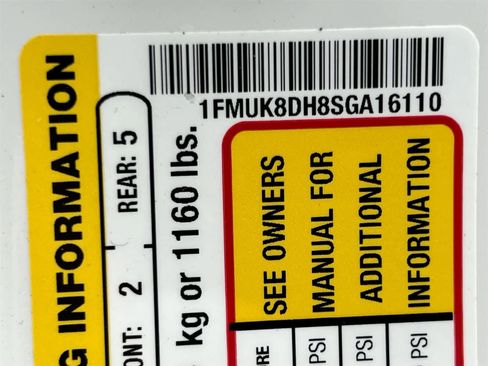 1FMUK8DH8SGA16110
G INFORMATION
ONT: 2 REAR: 5
kg or 1160 lbs.
SEE OWNERS
MANUAL FOR
ADDITIONAL
INFORMATION
RE
PSI
PSI
PSI